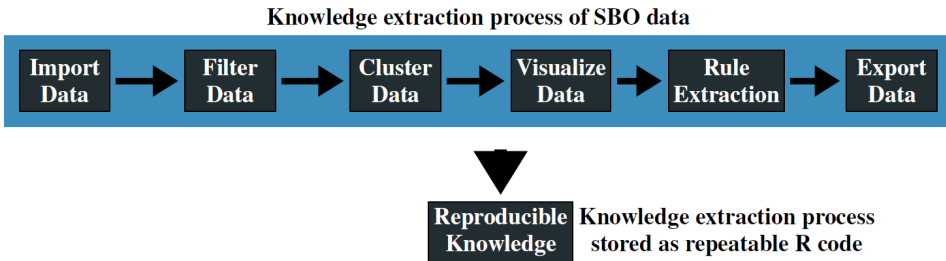 Knowledge extraction process of SBO data
Import
Data
Filter
Data
Cluster
Data
Visualize
Data
Rule
Extraction
Export
Data
Reproducible
Knowledge
Knowledge extraction process
stored as repeatable R code